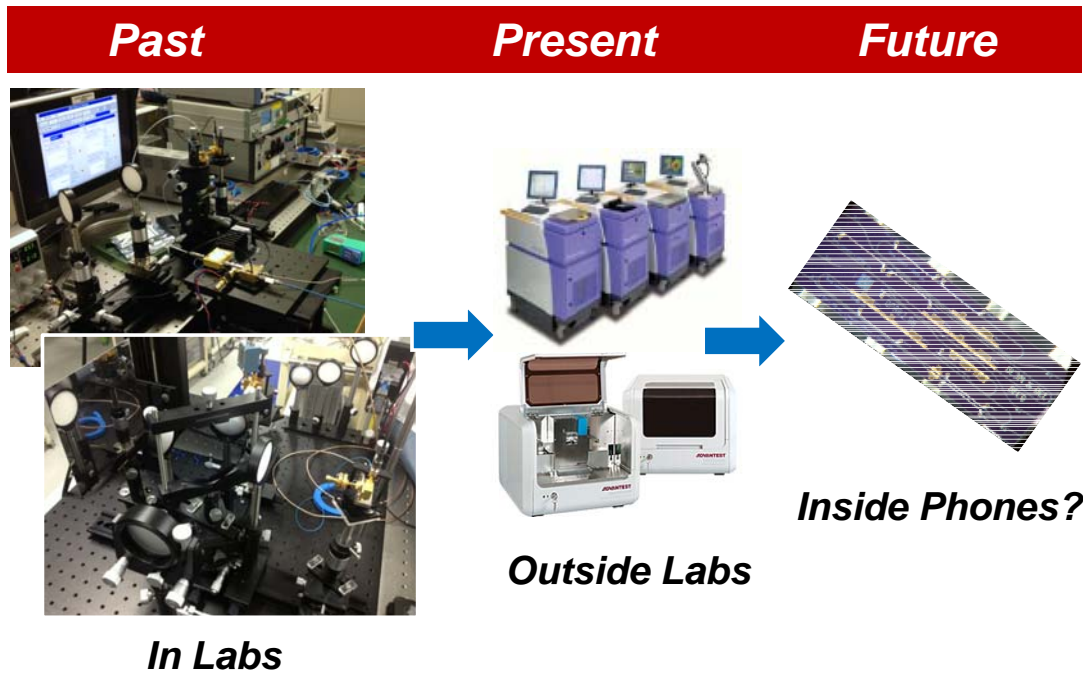 Past
Present
Future
ADVANTEST
ADVANTEST
Inside Phones?
Outside Labs
In Labs